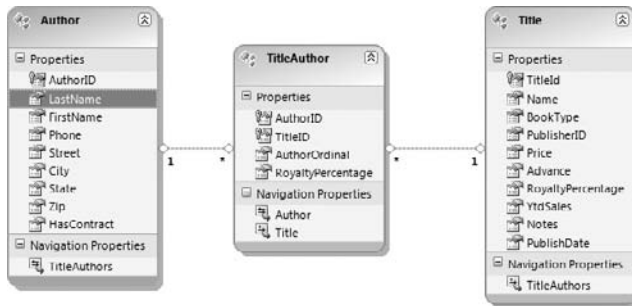 Author
Properties
AuthorID
LastName
FirstName
Phone
Street
City
State
Zip
HasContract
Navigation Properties
TitleAuthors
1
*
TitleAuthor
Properties
AuthorID
TitleID
AuthorOrdinal
RoyaltyPercentage
Navigation Properties
Author
Title
*
1
Title
Properties
TitleId
Name
BookType
PublisherID
Price
Advance
RoyaltyPercentage
YtdSales
Notes
PublishDate
Navigation Properties
TitleAuthors